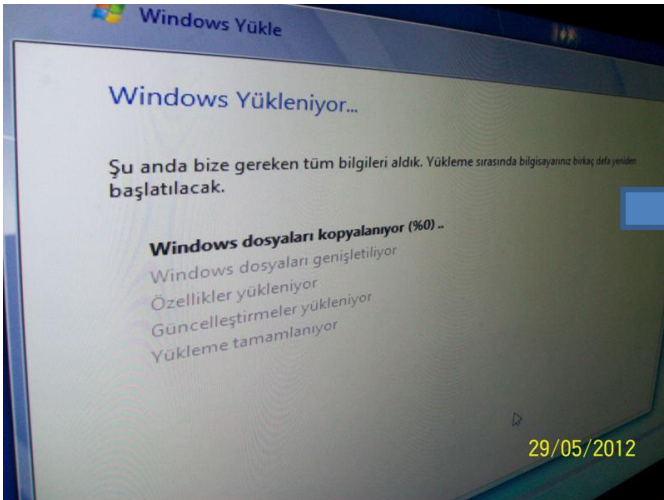 Windows Yükle
Windows Yükleniyor...
Şu anda bize gereken tüm bilgileri aldık. Yükleme sırasında bilgisayarınız birkaç defa yeniden
başlatılacak.
Windows dosyaları kopyalanıyor (%0) ..
Windows dosyaları genişletiliyor
Özellikler yükleniyor
Güncelleştirmeler yükleniyor
Yükleme tamamlanıyor
29/05/2012